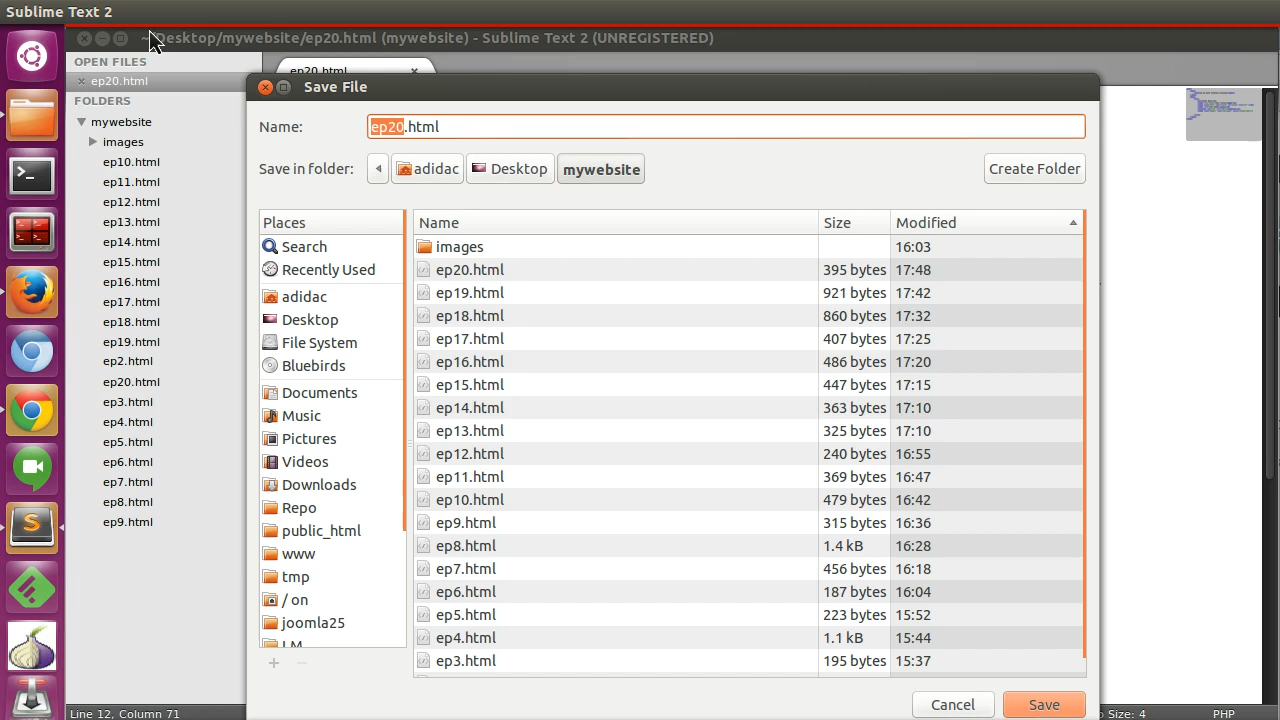 Sublime Text 2
~/Desktop/mywebsite/ep20.html (mywebsite) - Sublime Text 2 (UNREGISTERED)
OPEN FILES
ep20.html
FOLDERS
mywebsite
images
ep10.html
ep11.html
ep12.html
ep13.html
ep14.html
ep15.html
ep16.html
ep17.html
ep18.html
ep19.html
ep2.html
ep20.html
ep3.html
ep4.html
ep5.html
ep6.html
ep7.html
ep8.html
ep9.html
ep20.html
Save File
Name: ep20.html
Save in folder: adidac Desktop mywebsite Create Folder
Places
Search
Recently Used
adidac
Desktop
File System
Bluebirds
Documents
Music
Pictures
Videos
Downloads
Repo
public_html
www
tmp
/ on
joomla25
LM
Name Size Modified
images 16:03
ep20.html 395 bytes 17:48
ep19.html 921 bytes 17:42
ep18.html 860 bytes 17:32
ep17.html 407 bytes 17:25
ep16.html 486 bytes 17:20
ep15.html 447 bytes 17:15
ep14.html 363 bytes 17:10
ep13.html 325 bytes 17:10
ep12.html 240 bytes 16:55
ep11.html 369 bytes 16:47
ep10.html 479 bytes 16:42
ep9.html 315 bytes 16:36
ep8.html 1.4 kB 16:28
ep7.html 456 bytes 16:18
ep6.html 187 bytes 16:04
ep5.html 223 bytes 15:52
ep4.html 1.1 kB 15:44
ep3.html 195 bytes 15:37
Cancel Save
Line 12, Column 71
Size: 4 PHP